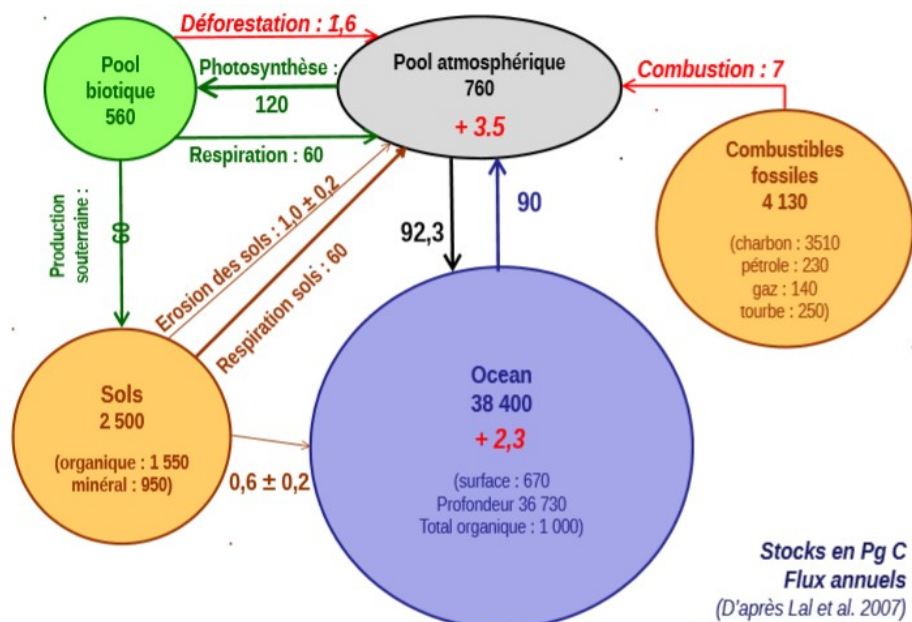 Déforestation : 1,6
Pool
biotique
560
Photosynthèse :
120
Pool atmosphérique
760
+ 3.5
Combustion : 7
Respiration : 60
Combustibles
fossiles
4 130
(charbon : 3510
pétrole : 230
gaz : 140
tourbe : 250)
Production
souterraine :
60
Erosion des sols : 1,0 ± 0,2
Respiration sols : 60
92,3
90
Sols
2 500
(organique : 1 550
minéral : 950)
0,6 ± 0,2
Ocean
38 400
+ 2,3
(surface : 670
Profondeur 36 730
Total organique : 1 000)
Stocks en Pg C
Flux annuels
(D'après Lal et al. 2007)